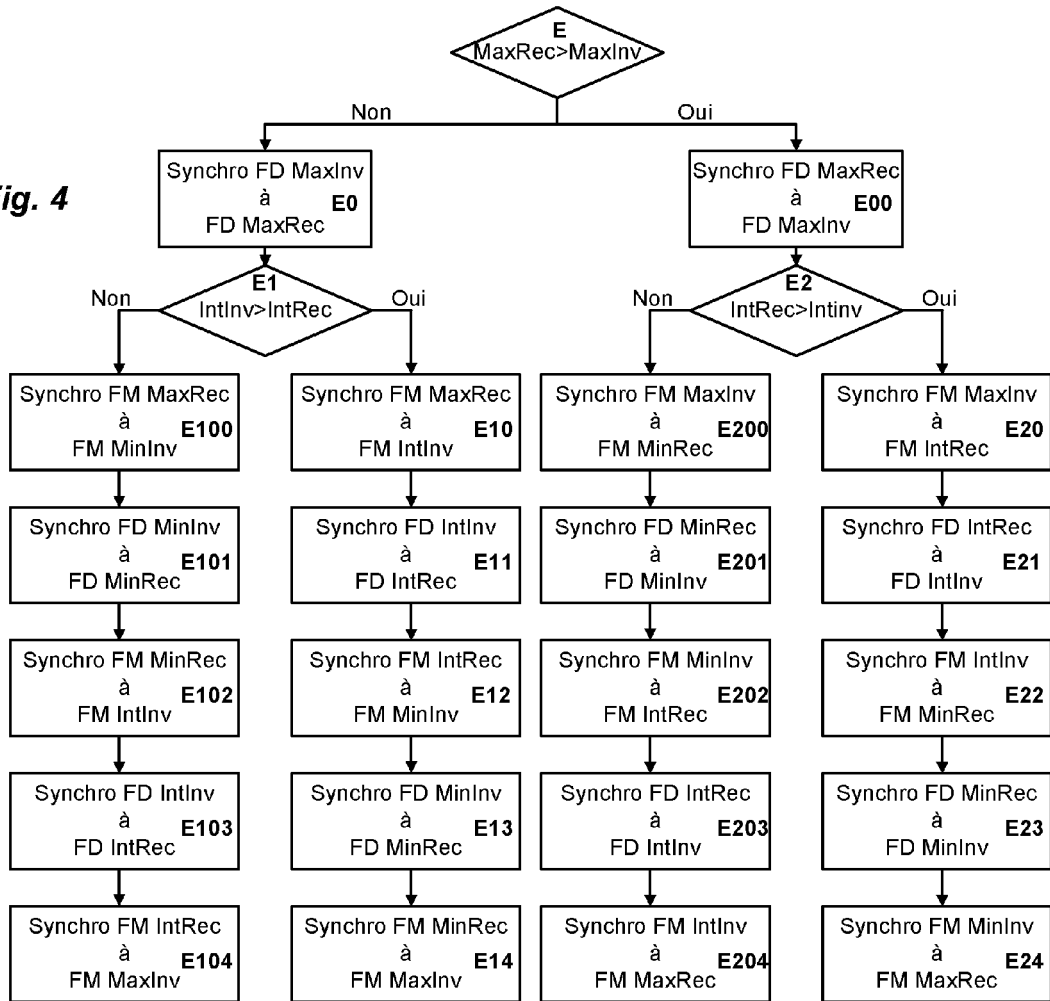 E
MaxRec>MaxInv
Non
Oui
ig. 4
Synchro FD MaxInv
à
E0
FD MaxRec
Synchro FD MaxRec
à
E00
FD MaxInv
E1
IntInv>IntRec
Non
Oui
E2
IntRec>Intinv
Non
Oui
Synchro FM MaxRec
à
E100
FM MinInv
Synchro FM MaxRec
à
E10
FM IntInv
Synchro FM MaxInv
à
E200
FM MinRec
Synchro FM MaxInv
à
E20
FM IntRec
Synchro FD MinInv
à
E101
FD MinRec
Synchro FD IntInv
à
E11
FD IntRec
Synchro FD MinRec
à
E201
FD MinInv
Synchro FD IntRec
à
E21
FD IntInv
Synchro FM MinRec
à
E102
FM IntInv
Synchro FM IntRec
à
E12
FM MinInv
Synchro FM MinInv
à
E202
FM IntRec
Synchro FM IntInv
à
E22
FM MinRec
Synchro FD IntInv
à
E103
FD IntRec
Synchro FD MinInv
à
E13
FD MinRec
Synchro FD IntRec
à
E203
FD IntInv
Synchro FD MinRec
à
E23
FD MinInv
Synchro FM IntRec
à
E104
FM MaxInv
Synchro FM MinRec
à
E14
FM MaxInv
Synchro FM IntInv
à
E204
FM MaxRec
Synchro FM MinInv
à
E24
FM MaxRec